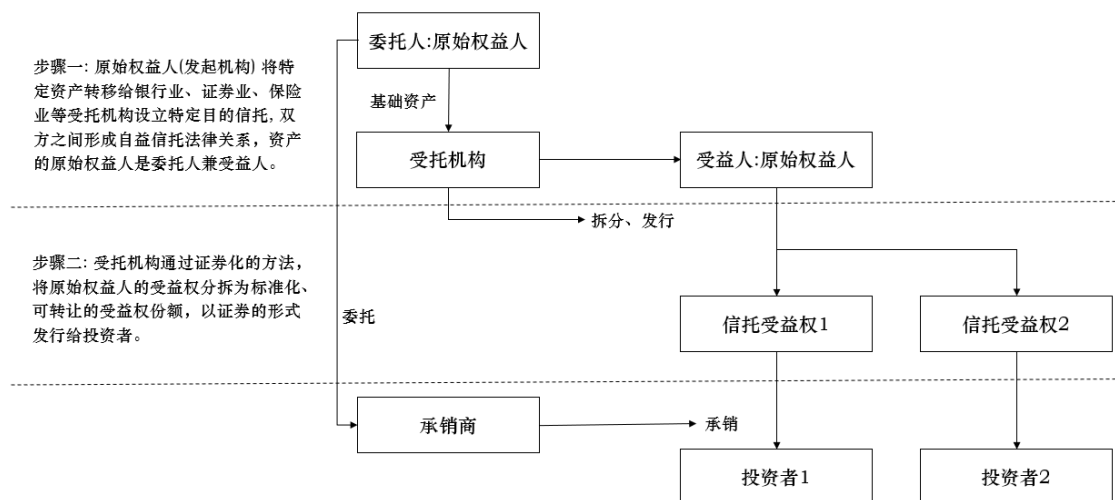 委托人:原始权益人
步骤一: 原始权益人(发起机构) 将特
定资产转移给银行业、证券业、保险
业等受托机构设立特定目的信托, 双
方之间形成自益信托法律关系，资产
的原始权益人是委托人兼受益人。
基础资产
受托机构
受益人:原始权益人
拆分、发行
步骤二: 受托机构通过证券化的方法，
将原始权益人的受益权分拆为标准化、
可转让的受益权份额，以证券的形式
发行给投资者。
委托
信托受益权1
信托受益权2
承销商
承销
投资者1
投资者2